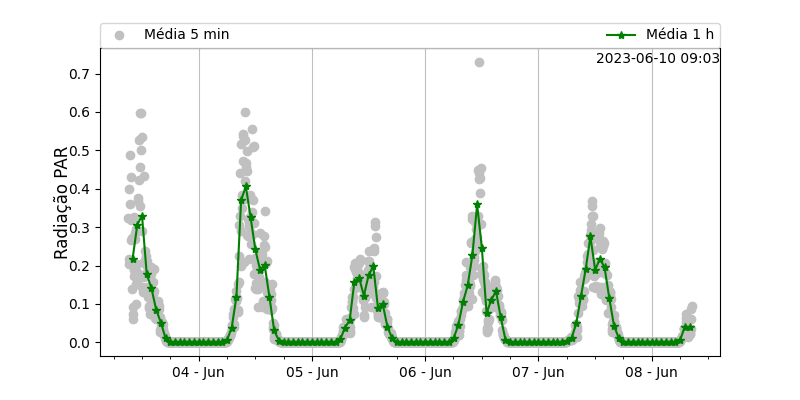 Média 5 min
Média 1 h
2023-06-10 09:03
Radiação PAR
0.7
0.6
0.5
0.4
0.3
0.2
0.1
0.0
04 - Jun
05 - Jun
06 - Jun
07 - Jun
08 - Jun